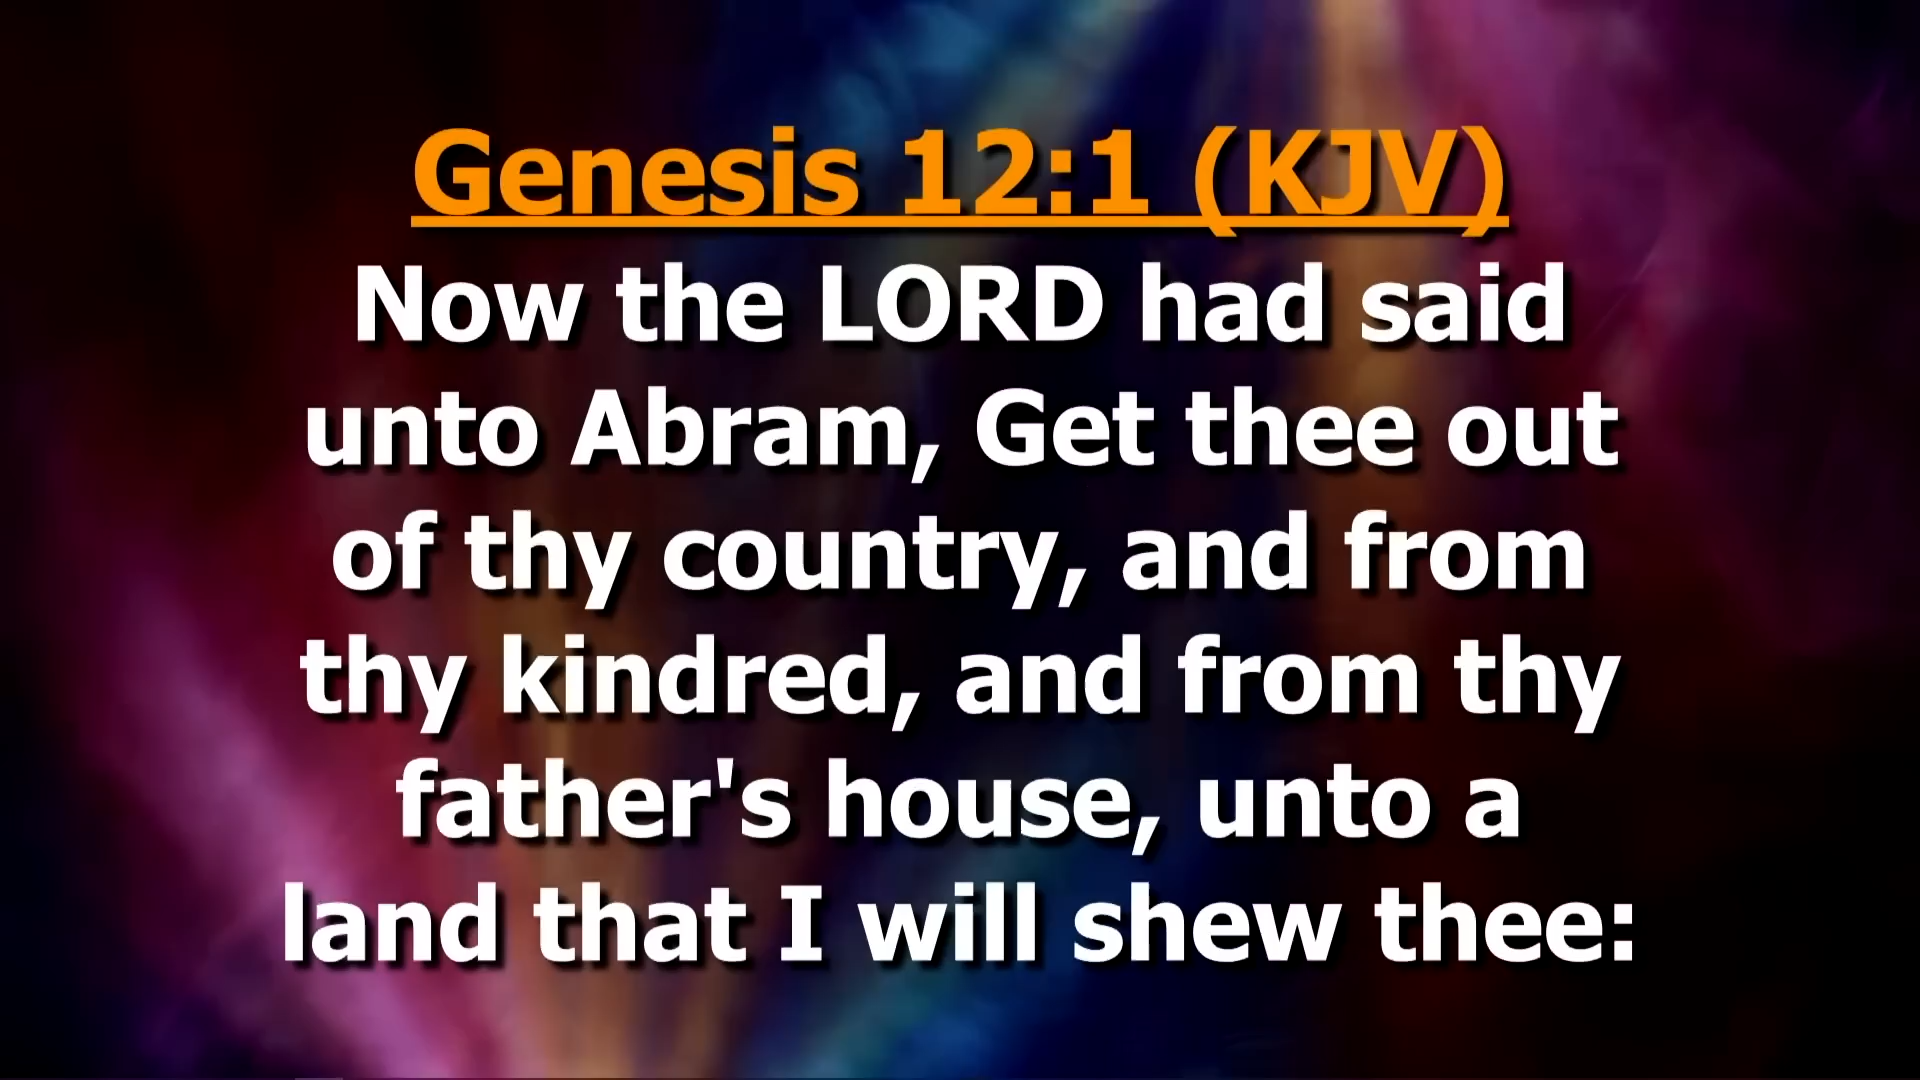 Genesis 12:1 (KJV)
Now the LORD had said
unto Abram, Get thee out
of thy country, and from
thy kindred, and from thy
father's house, unto a
land that I will shew thee: